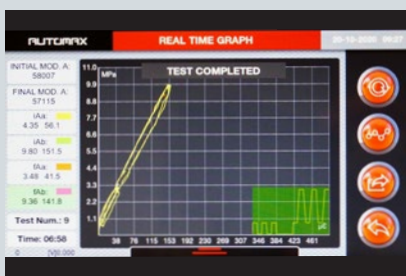 AUTOMAX
REAL TIME GRAPH
20-10-2020 09:27
INITIAL MOD. A:
58007
FINAL MOD. A:
57115
iAa:
4.35 56.1
iAb:
9.80 151.5
fAa:
3.48 41.5
fAb:
9.36 141.8
Test Num.: 9
Time: 06:58
TEST COMPLETED
MPa
11.0
9.9
8.8
7.7
6.6
5.5
4.4
3.3
2.2
1.1
38 76 115 153 192 230 269 307 346 384 423 461